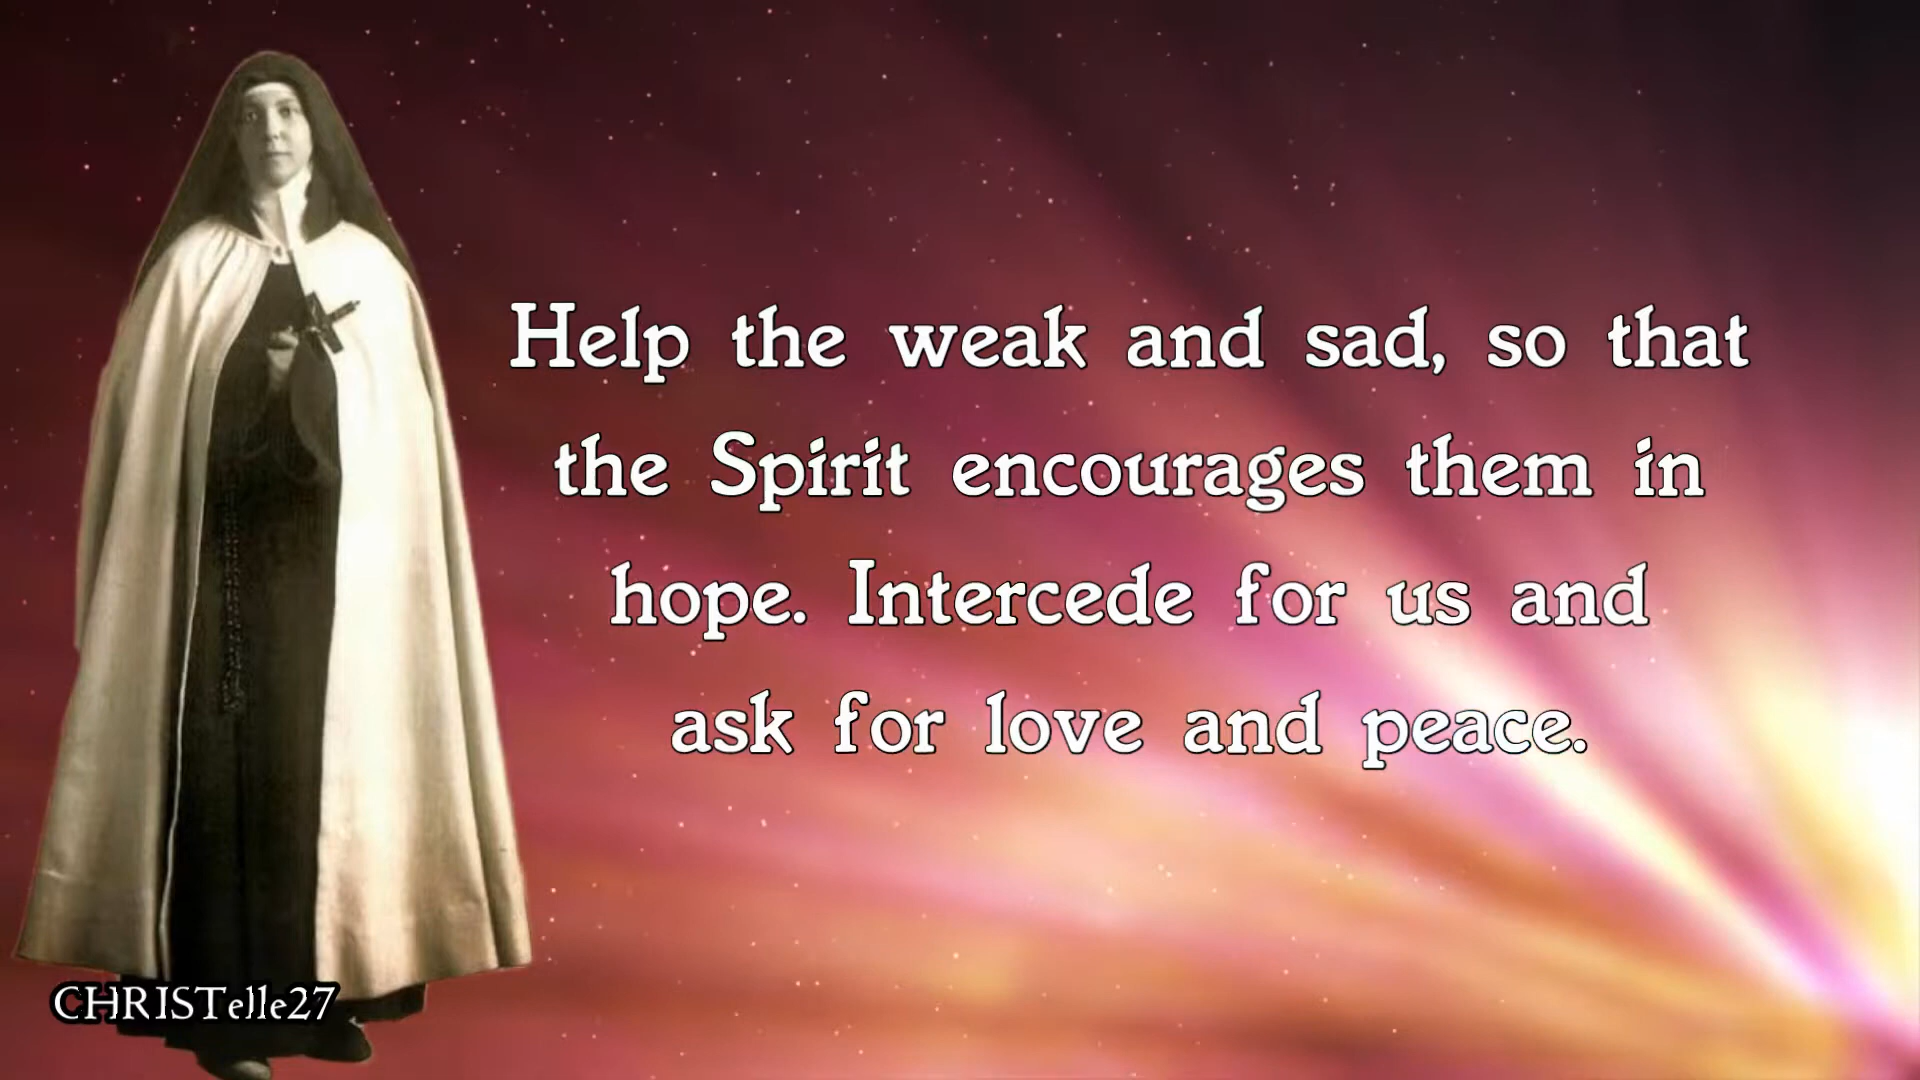 Help the weak and sad, so that
the Spirit encourages them in
hope. Intercede for us and
ask for love and peace.
CHRISTelle27